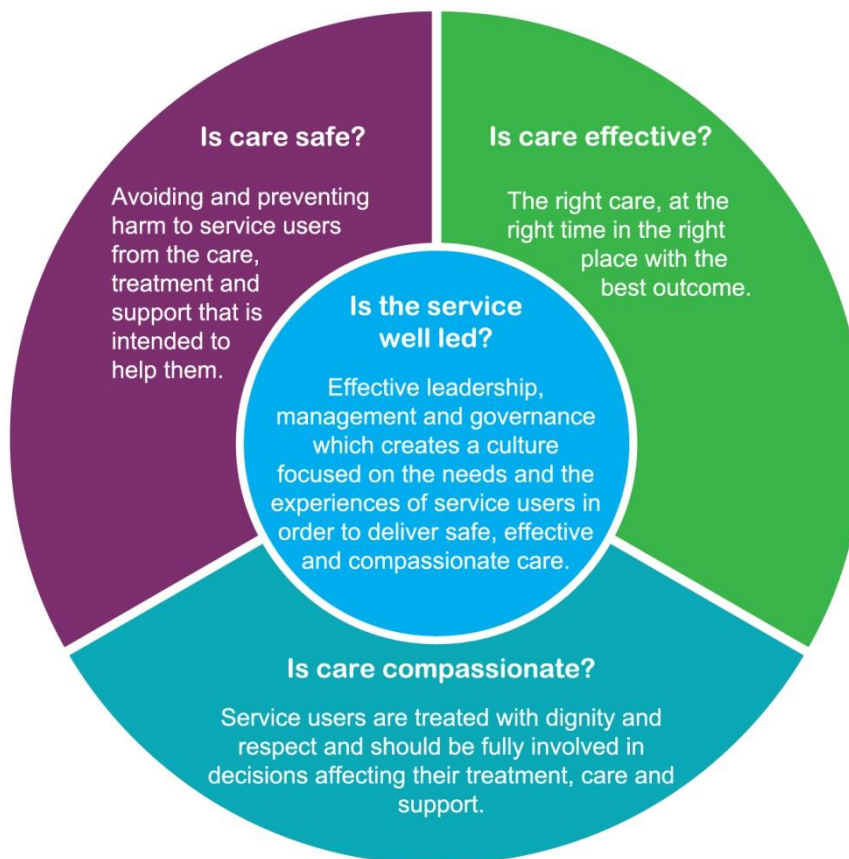 Is care safe?
Avoiding and preventing
harm to service users
from the care,
treatment and
support that is
intended to
help them.
Is care effective?
The right care, at the
right time in the right
place with the
best outcome.
Is the service
well led?
Effective leadership,
management and governance
which creates a culture
focused on the needs and the
experiences of service users in
order to deliver safe, effective
and compassionate care.
Is care compassionate?
Service users are treated with dignity and
respect and should be fully involved in
decisions affecting their treatment, care and
support.